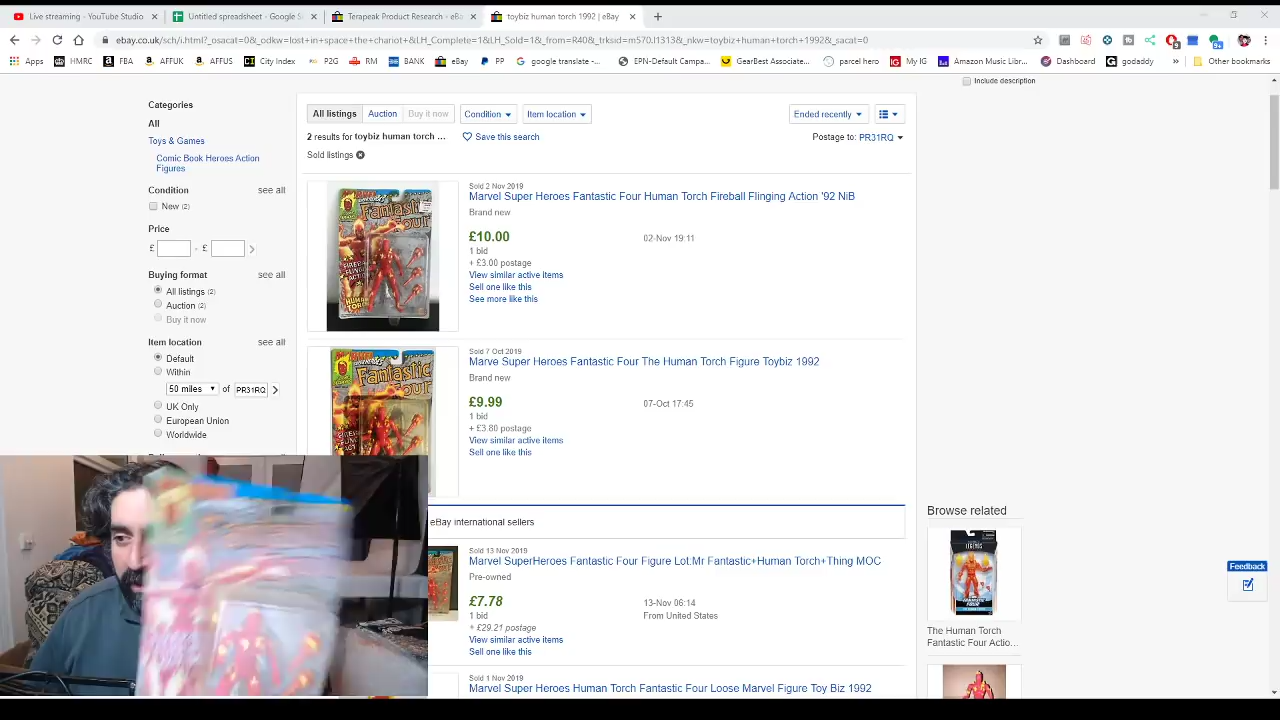 Live streaming - YouTube Studio
Untitled spreadsheet - Google S
Terapeak Product Research - eB
toybiz human torch 1992 | eBay
ebay.co.uk/sch/i.html?_osacat=0&_odkw=lost+in+space+the+chariot+&LH_Complete=1&LH_Sold=1&_from=R40&_trksid=m570.l1313&_nkw=toybiz+human+torch+1992&_sacat=0
Apps HMRC FBA AFFUK AFFUS City Index P2G RM BANK eBay PP google translate -... EPN-Default Campa... GearBest Associate... parcel hero My IG Amazon Music Libr... Dashboard godaddy » Other bookmarks
Include description
Categories
All
Toys & Games
Comic Book Heroes Action
Figures
Condition see all
New (2)
Price
£ - £
Buying format see all
All listings (2)
Auction (2)
Buy it now
Item location see all
Default
Within
50 miles of PR31RQ
UK Only
European Union
Worldwide
All listings Auction Buy it now Condition Item location Ended recently
2 results for toybiz human torch ... Save this search Postage to: PR31RQ
Sold listings
Sold 2 Nov 2019
Marvel Super Heroes Fantastic Four Human Torch Fireball Flinging Action '92 NiB
Brand new
£10.00 02-Nov 19:11
1 bid
+ £3.00 postage
View similar active items
Sell one like this
See more like this
Fantastic
Four
Sold 7 Oct 2019
Marve Super Heroes Fantastic Four The Human Torch Figure Toybiz 1992
Brand new
£9.99 07-Oct 17:45
1 bid
+ £3.80 postage
View similar active items
Sell one like this
Fantastic
Four
eBay international sellers
Sold 13 Nov 2019
Marvel SuperHeroes Fantastic Four Figure Lot:Mr Fantastic+Human Torch+Thing MOC
Pre-owned
£7.78 13-Nov 06:14
1 bid From United States
+ £29.21 postage
View similar active items
Sell one like this
Sold 1 Nov 2019
Marvel Super Heroes Human Torch Fantastic Four Loose Marvel Figure Toy Biz 1992
Browse related
The Human Torch
Fantastic Four Actio...
Feedback